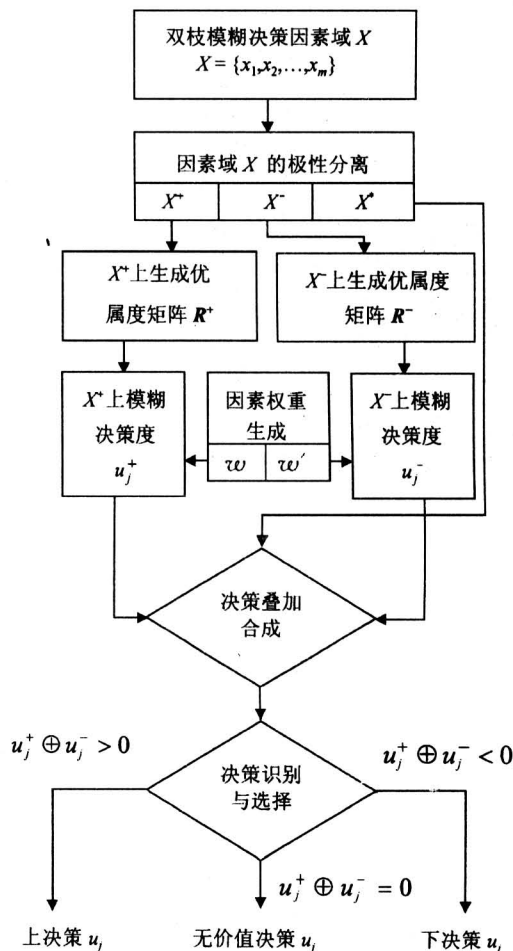 双枝模糊决策因素域 X
X = {x₁,x₂,…,xₘ}
因素域 X 的极性分离
X⁺
X⁻
X*
X⁺上生成优
属度矩阵 R⁺
X⁻上生成优属度
矩阵 R⁻
X⁺上模糊
决策度
uⱼ⁺
因素权重
生成
w
w′
X⁻上模糊
决策度
uⱼ⁻
决策叠加
合成
uⱼ⁺ ⊕ uⱼ⁻ > 0
uⱼ⁺ ⊕ uⱼ⁻ < 0
决策识别
与选择
uⱼ⁺ ⊕ uⱼ⁻ = 0
上决策 uⱼ
无价值决策 uⱼ
下决策 uⱼ